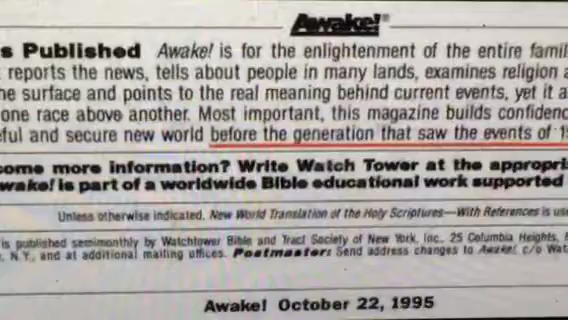 Awake!®
s Published Awake! is for the enlightenment of the entire famil
reports the news, tells about people in many lands, examines religion a
he surface and points to the real meaning behind current events, yet it a
one race above another. Most important, this magazine builds confidenc
eful and secure new world before the generation that saw the events of 19
come more information? Write Watch Tower at the appropri
wake! is part of a worldwide Bible educational work supported
Unless otherwise indicated, New World Translation of the Holy Scriptures—With References is use
is published semimonthly by Watchtower Bible and Tract Society of New York, Inc., 25 Columbia Heights,
N.Y., and at additional mailing offices. Postmaster: Send address changes to Awake! c/o Wat
Awake! October 22, 1995